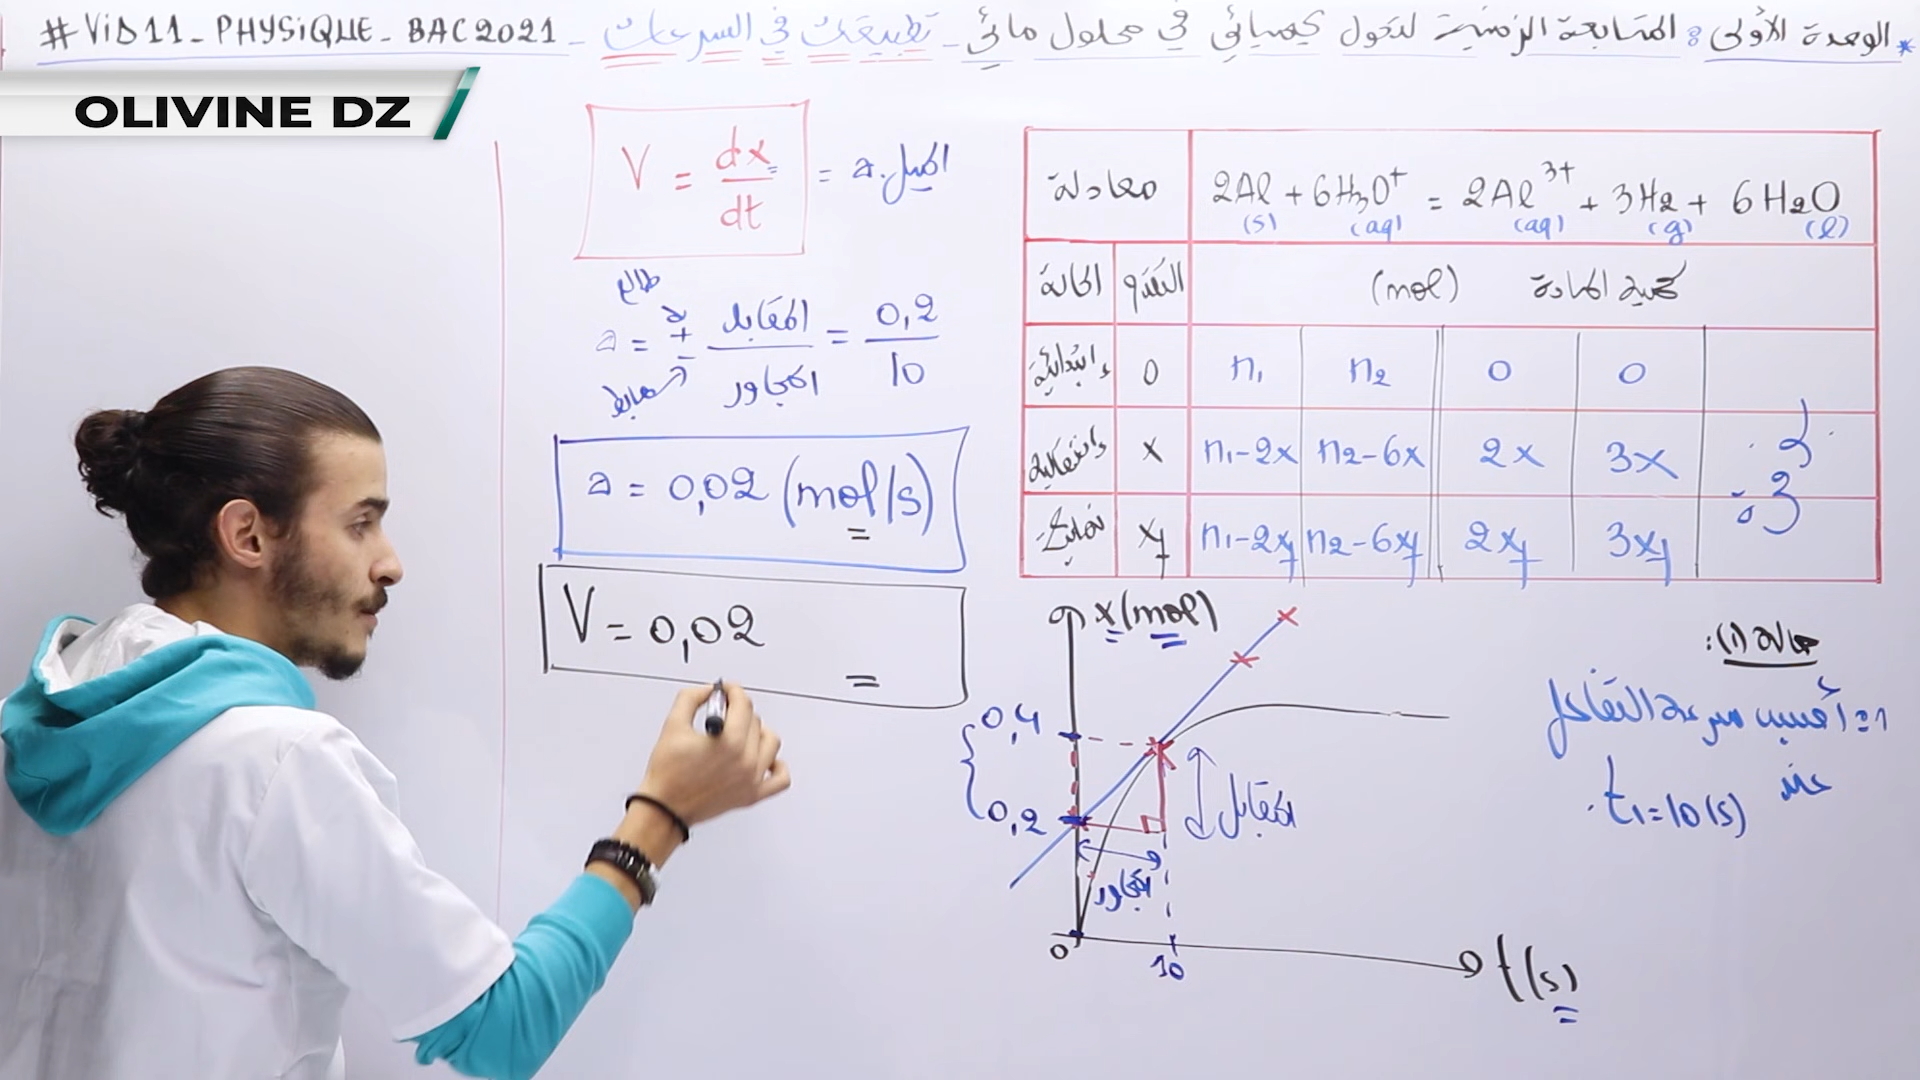 * الوحدة الأولى : المتابعة الزمنية لتحول كيميائي في محلول مائي - تطبيقات في السرعات - #ViD11_PHYSiQUE_BAC2021
OLIVINE DZ
V = dx/dt = a الميل
طالع
a = + - المقابل / المجاور = 0,2 / 10
هابط
a = 0,02 (mol/s)
V = 0,02 =
معادلة 2Al(s) + 6H3O+(aq) = 2Al3+(aq) + 3H2(g) + 6H2O(l)
الحالة التقدم كمية المادة (mol)
إبتدائية 0 n1 n2 0 0
إنتقالية x n1-2x n2-6x 2x 3x
نهائية xf n1-2xf n2-6xf 2xf 3xf
x(mol)
0,4
0,2
المقابل
المجاور
0
10
t(s)
حالة (1):
1: أحسب سرعة التفاعل
عند t1=10(s).